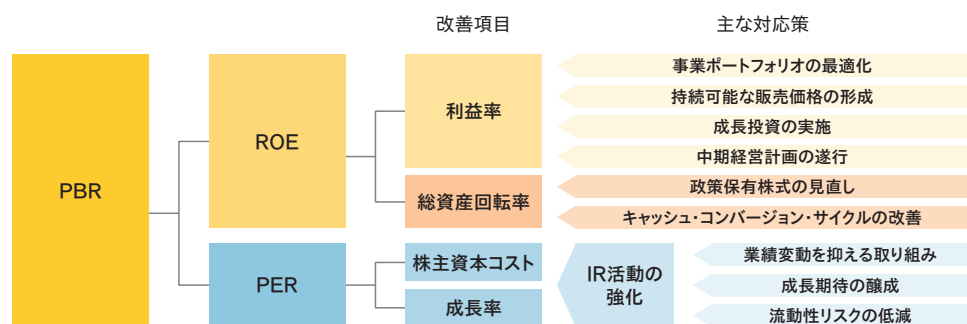 改善項目
主な対応策
PBR
ROE
利益率
事業ポートフォリオの最適化
持続可能な販売価格の形成
成長投資の実施
中期経営計画の遂行
総資産回転率
政策保有株式の見直し
キャッシュ・コンバージョン・サイクルの改善
PER
株主資本コスト
成長率
IR活動の
強化
業績変動を抑える取り組み
成長期待の醸成
流動性リスクの低減